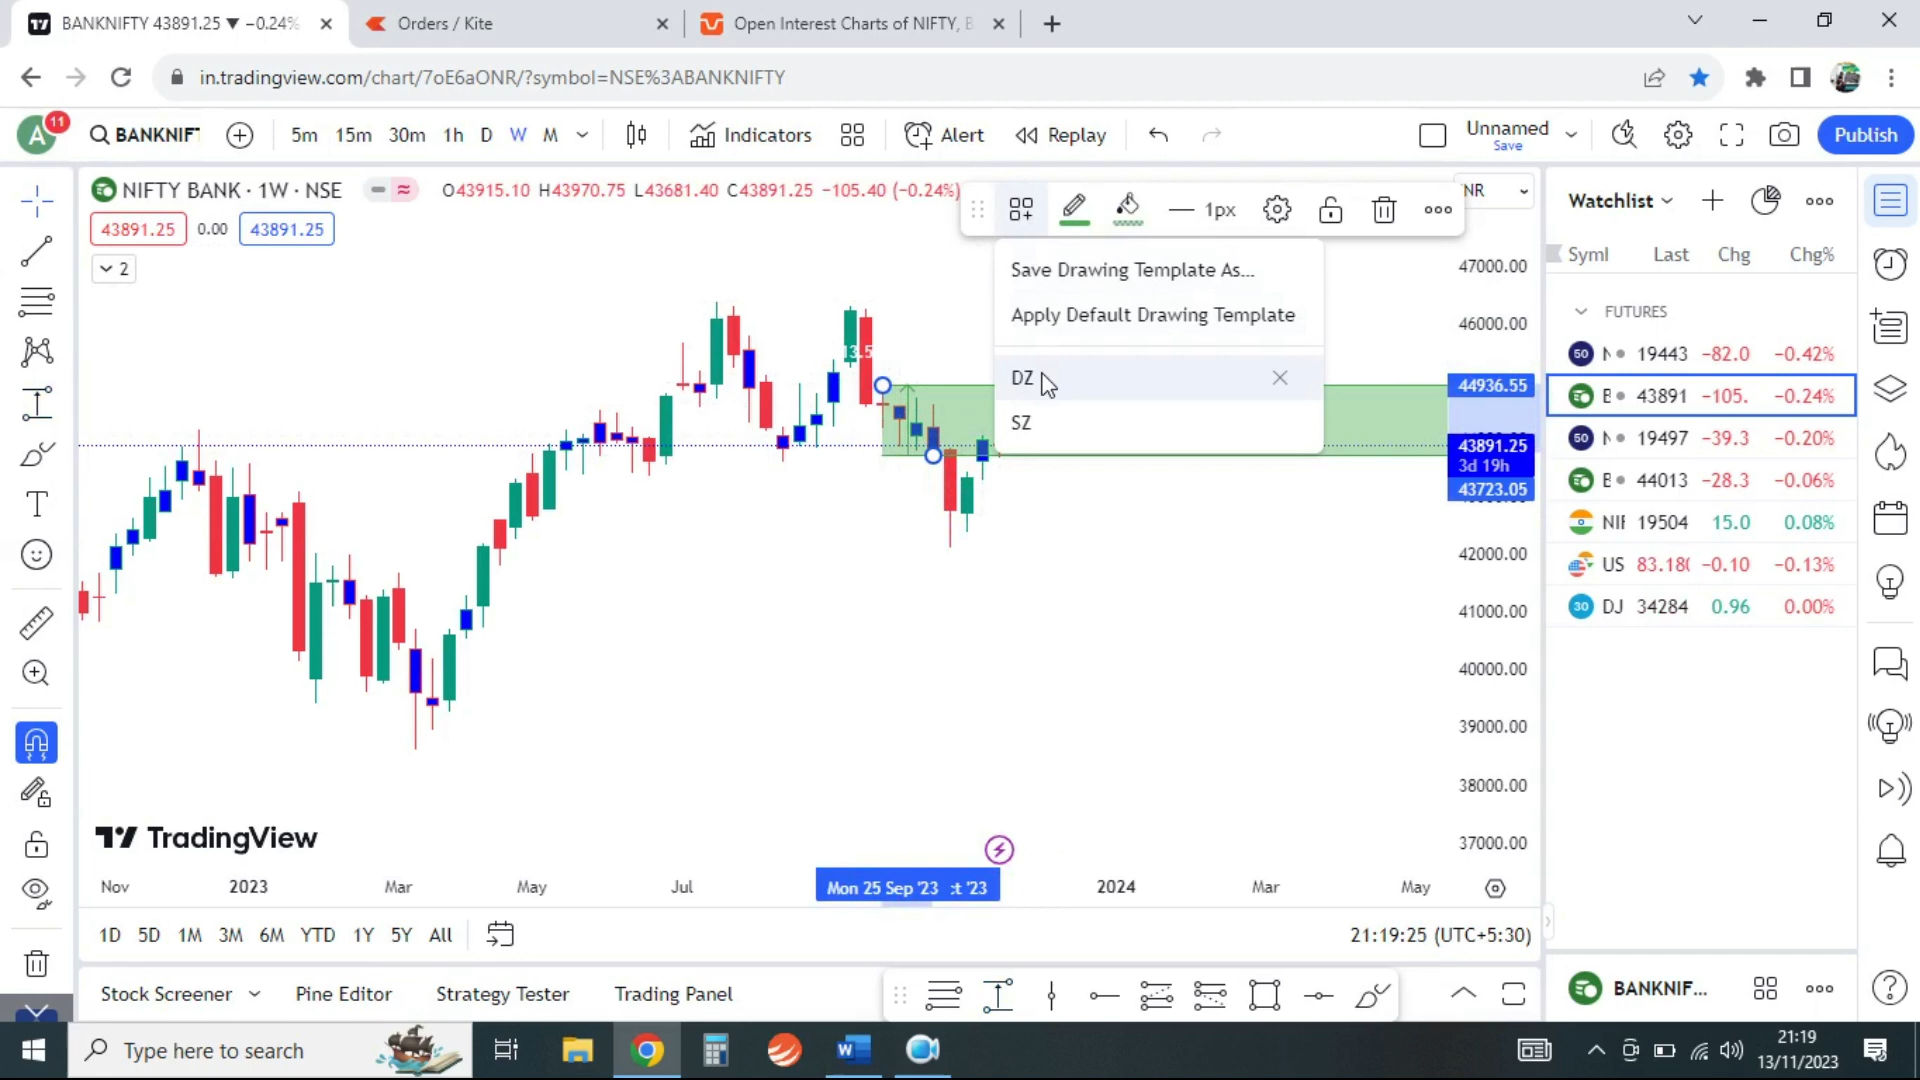 BANKNIFTY 43891.25 ▼ −0.24%
Orders / Kite
Open Interest Charts of NIFTY, B
in.tradingview.com/chart/7oE6aONR/?symbol=NSE%3ABANKNIFTY
A
11
BANKNIF
5m 15m 30m 1h D W M
Indicators
Alert
Replay
Unnamed
Save
Publish
NIFTY BANK · 1W · NSE
O43915.10 H43970.75 L43681.40 C43891.25 −105.40 (−0.24%)
43891.25 0.00 43891.25
2
1px
NR
Save Drawing Template As...
Apply Default Drawing Template
DZ
SZ
47000.00
46000.00
44936.55
43891.25
3d 19h
43723.05
42000.00
41000.00
40000.00
39000.00
38000.00
37000.00
TradingView
Nov 2023 Mar May Jul Mon 25 Sep '23 :t '23 2024 Mar May
1D 5D 1M 3M 6M YTD 1Y 5Y All
21:19:25 (UTC+5:30)
Stock Screener Pine Editor Strategy Tester Trading Panel
Watchlist
Syml Last Chg Chg%
FUTURES
50 N 19443 −82.0 −0.42%
B 43891 −105. −0.24%
50 N 19497 −39.3 −0.20%
B 44013 −28.3 −0.06%
NIF 19504 15.0 0.08%
US 83.180 −0.10 −0.13%
30 DJ 34284 0.96 0.00%
BANKNIF...
Type here to search
21:19
13/11/2023